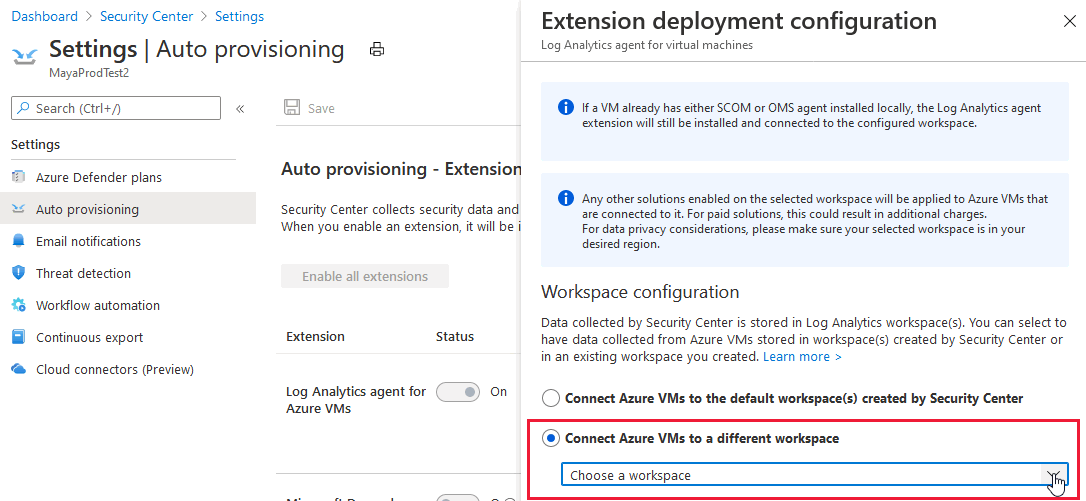 Dashboard > Security Center > Settings
Settings | Auto provisioning
MayaProdTest2
Search (Ctrl+/)
«
Settings
Azure Defender plans
Auto provisioning
Email notifications
Threat detection
Workflow automation
Continuous export
Cloud connectors (Preview)
Save
Auto provisioning - Extension
Security Center collects security data and
When you enable an extension, it will be i
Enable all extensions
Extension Status
Log Analytics agent for
Azure VMs
On
Extension deployment configuration
Log Analytics agent for virtual machines
If a VM already has either SCOM or OMS agent installed locally, the Log Analytics agent
extension will still be installed and connected to the configured workspace.
Any other solutions enabled on the selected workspace will be applied to Azure VMs that
are connected to it. For paid solutions, this could result in additional charges.
For data privacy considerations, please make sure your selected workspace is in your
desired region.
Workspace configuration
Data collected by Security Center is stored in Log Analytics workspace(s). You can select to
have data collected from Azure VMs stored in workspace(s) created by Security Center or
in an existing workspace you created. Learn more >
Connect Azure VMs to the default workspace(s) created by Security Center
Connect Azure VMs to a different workspace
Choose a workspace